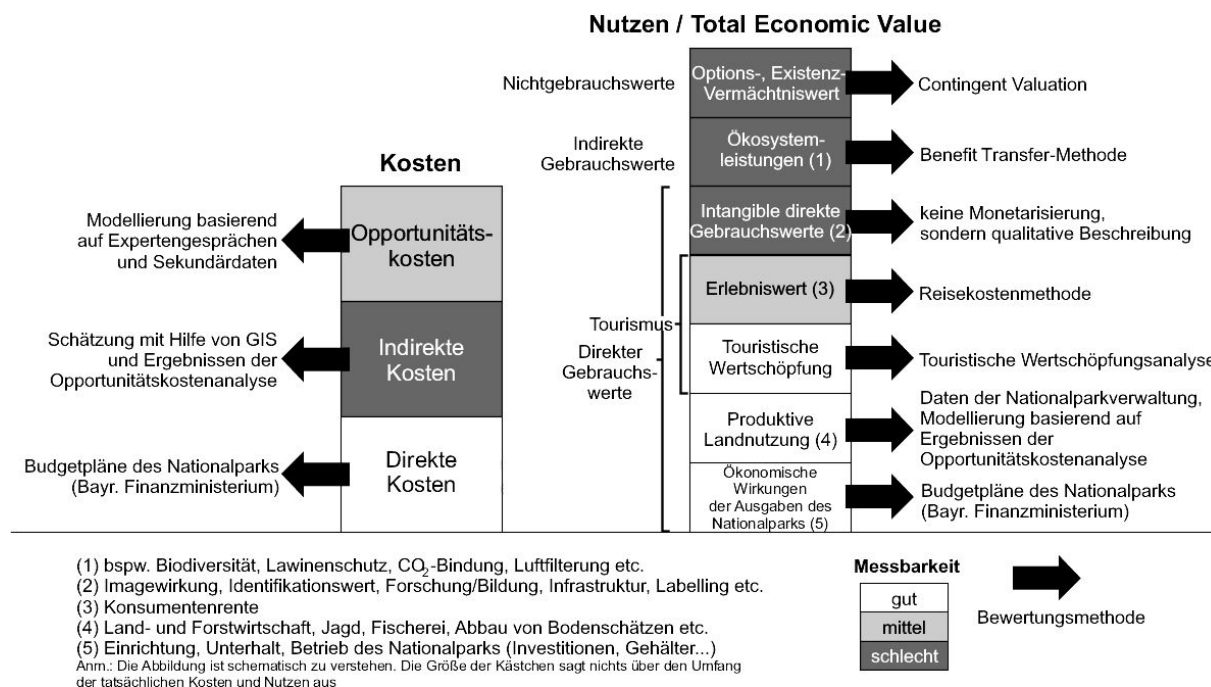 Nutzen / Total Economic Value
Nichtgebrauchswerte
Options-, Existenz-
Vermächtniswert
Contingent Valuation
Indirekte
Gebrauchswerte
Ökosystem-
leistungen (1)
Benefit Transfer-Methode
Kosten
Modellierung basierend
auf Expertengesprächen
und Sekundärdaten
Opportunitäts-
kosten
Schätzung mit Hilfe von GIS
und Ergebnissen der
Opportunitätskostenanalyse
Indirekte
Kosten
Budgetpläne des Nationalparks
(Bayr. Finanzministerium)
Direkte
Kosten
Intangible direkte
Gebrauchswerte (2)
keine Monetarisierung,
sondern qualitative Beschreibung
Tourismus
Direkter
Gebrauchs-
werte
Erlebniswert (3)
Reisekostenmethode
Touristische
Wertschöpfung
Touristische Wertschöpfungsanalyse
Produktive
Landnutzung (4)
Daten der Nationalparkverwaltung,
Modellierung basierend auf
Ergebnissen der
Opportunitätskostenanalyse
Ökonomische
Wirkungen
der Ausgaben des
Nationalparks (5)
Budgetpläne des Nationalparks
(Bayr. Finanzministerium)
(1) bspw. Biodiversität, Lawinenschutz, CO₂-Bindung, Luftfilterung etc.
(2) Imagewirkung, Identifikationswert, Forschung/Bildung, Infrastruktur, Labelling etc.
(3) Konsumentenrente
(4) Land- und Forstwirtschaft, Jagd, Fischerei, Abbau von Bodenschätzen etc.
(5) Einrichtung, Unterhalt, Betrieb des Nationalparks (Investitionen, Gehälter...)
Anm.: Die Abbildung ist schematisch zu verstehen. Die Größe der Kästchen sagt nichts über den Umfang
der tatsächlichen Kosten und Nutzen aus
Messbarkeit
gut
mittel
schlecht
Bewertungsmethode